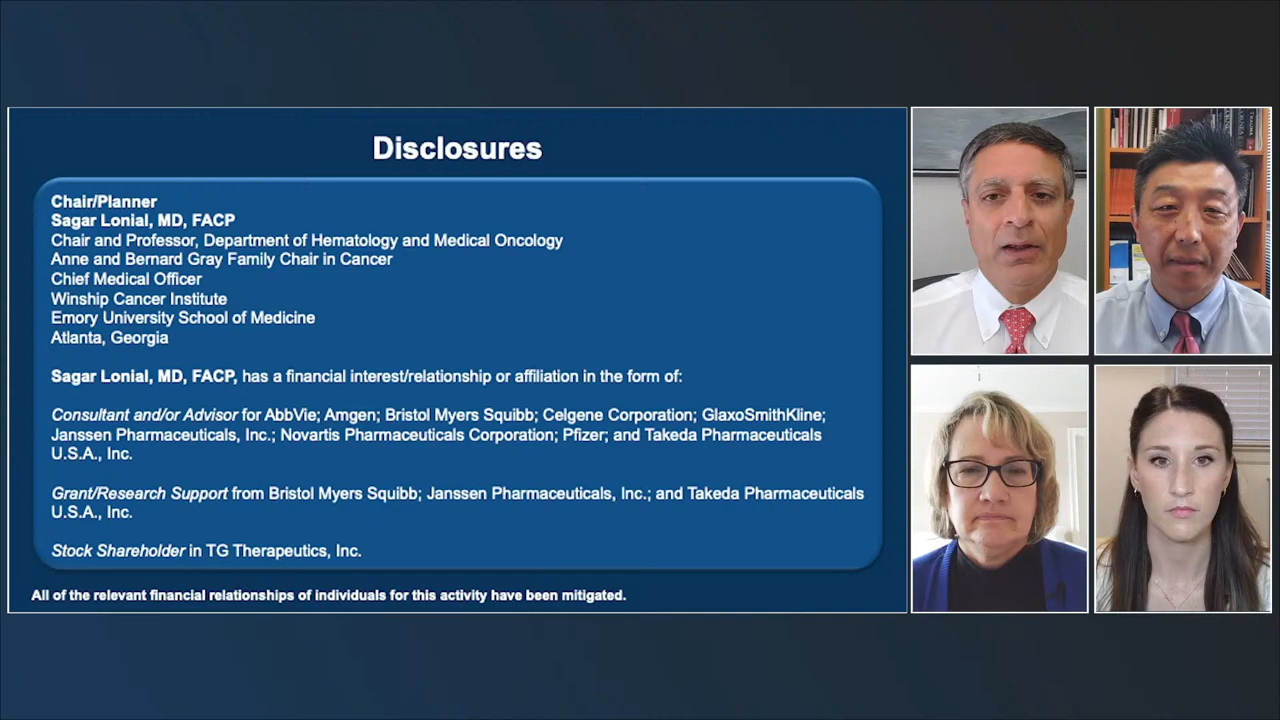 Disclosures
Chair/Planner
Sagar Lonial, MD, FACP
Chair and Professor, Department of Hematology and Medical Oncology
Anne and Bernard Gray Family Chair in Cancer
Chief Medical Officer
Winship Cancer Institute
Emory University School of Medicine
Atlanta, Georgia
Sagar Lonial, MD, FACP, has a financial interest/relationship or affiliation in the form of:
Consultant and/or Advisor for AbbVie; Amgen; Bristol Myers Squibb; Celgene Corporation; GlaxoSmithKline;
Janssen Pharmaceuticals, Inc.; Novartis Pharmaceuticals Corporation; Pfizer; and Takeda Pharmaceuticals
U.S.A., Inc.
Grant/Research Support from Bristol Myers Squibb; Janssen Pharmaceuticals, Inc.; and Takeda Pharmaceuticals
U.S.A., Inc.
Stock Shareholder in TG Therapeutics, Inc.
All of the relevant financial relationships of individuals for this activity have been mitigated.